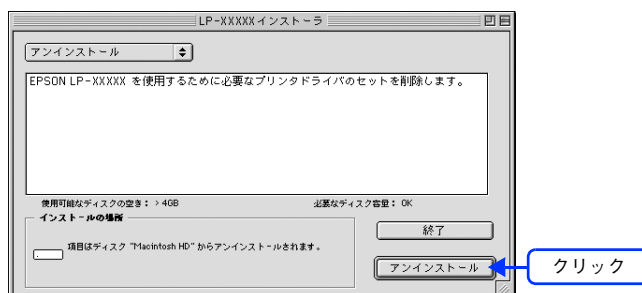 LP-XXXXXインストーラ
アンインストール
EPSON LP-XXXXX を使用するために必要なプリンタドライバのセットを削除します。
使用可能なディスクの空き： > 4GB 必要なディスク容量： OK
インストールの場所
項目はディスク "Macintosh HD" からアンインストールされます。
終了
アンインストール クリック